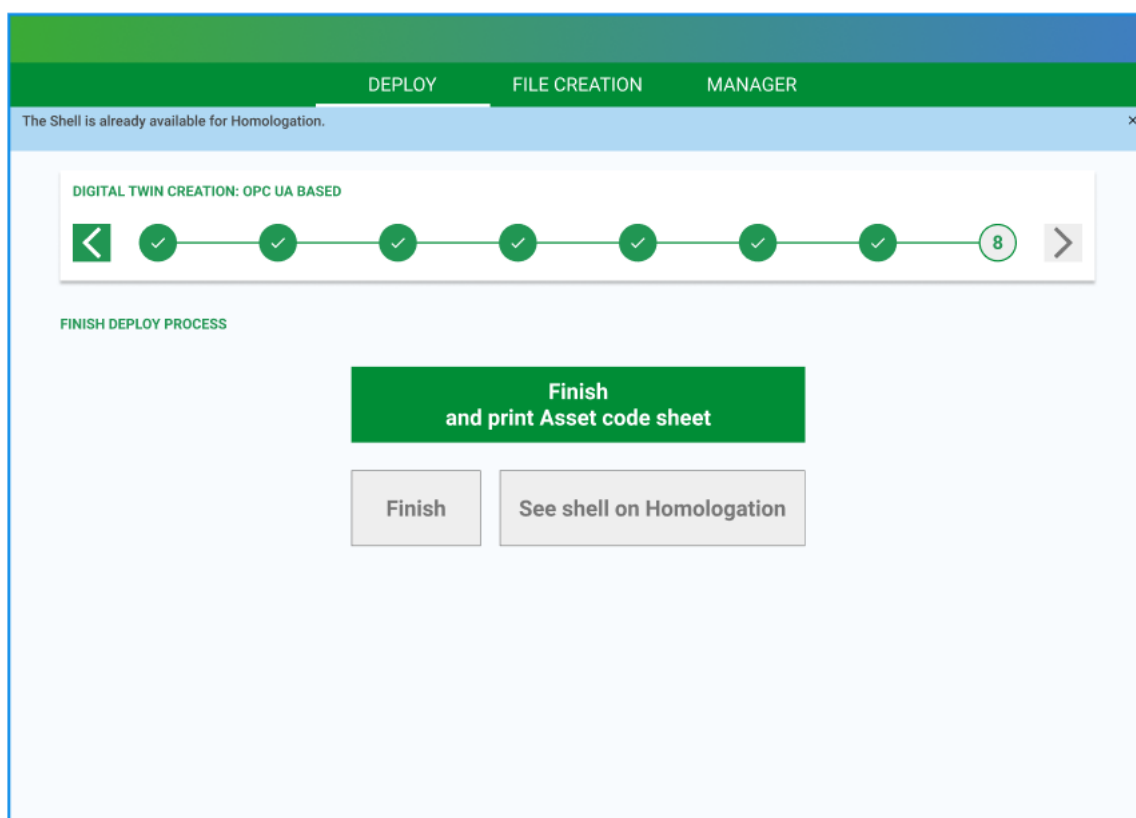 DEPLOY FILE CREATION MANAGER
The Shell is already available for Homologation. ×
DIGITAL TWIN CREATION: OPC UA BASED
8
FINISH DEPLOY PROCESS
Finish
and print Asset code sheet
Finish See shell on Homologation